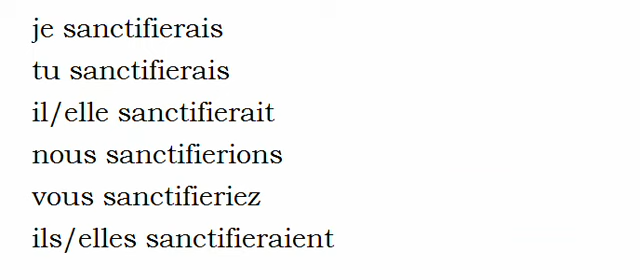 je sanctifierais
tu sanctifierais
il/elle sanctifierait
nous sanctifierions
vous sanctifieriez
ils/elles sanctifieraient